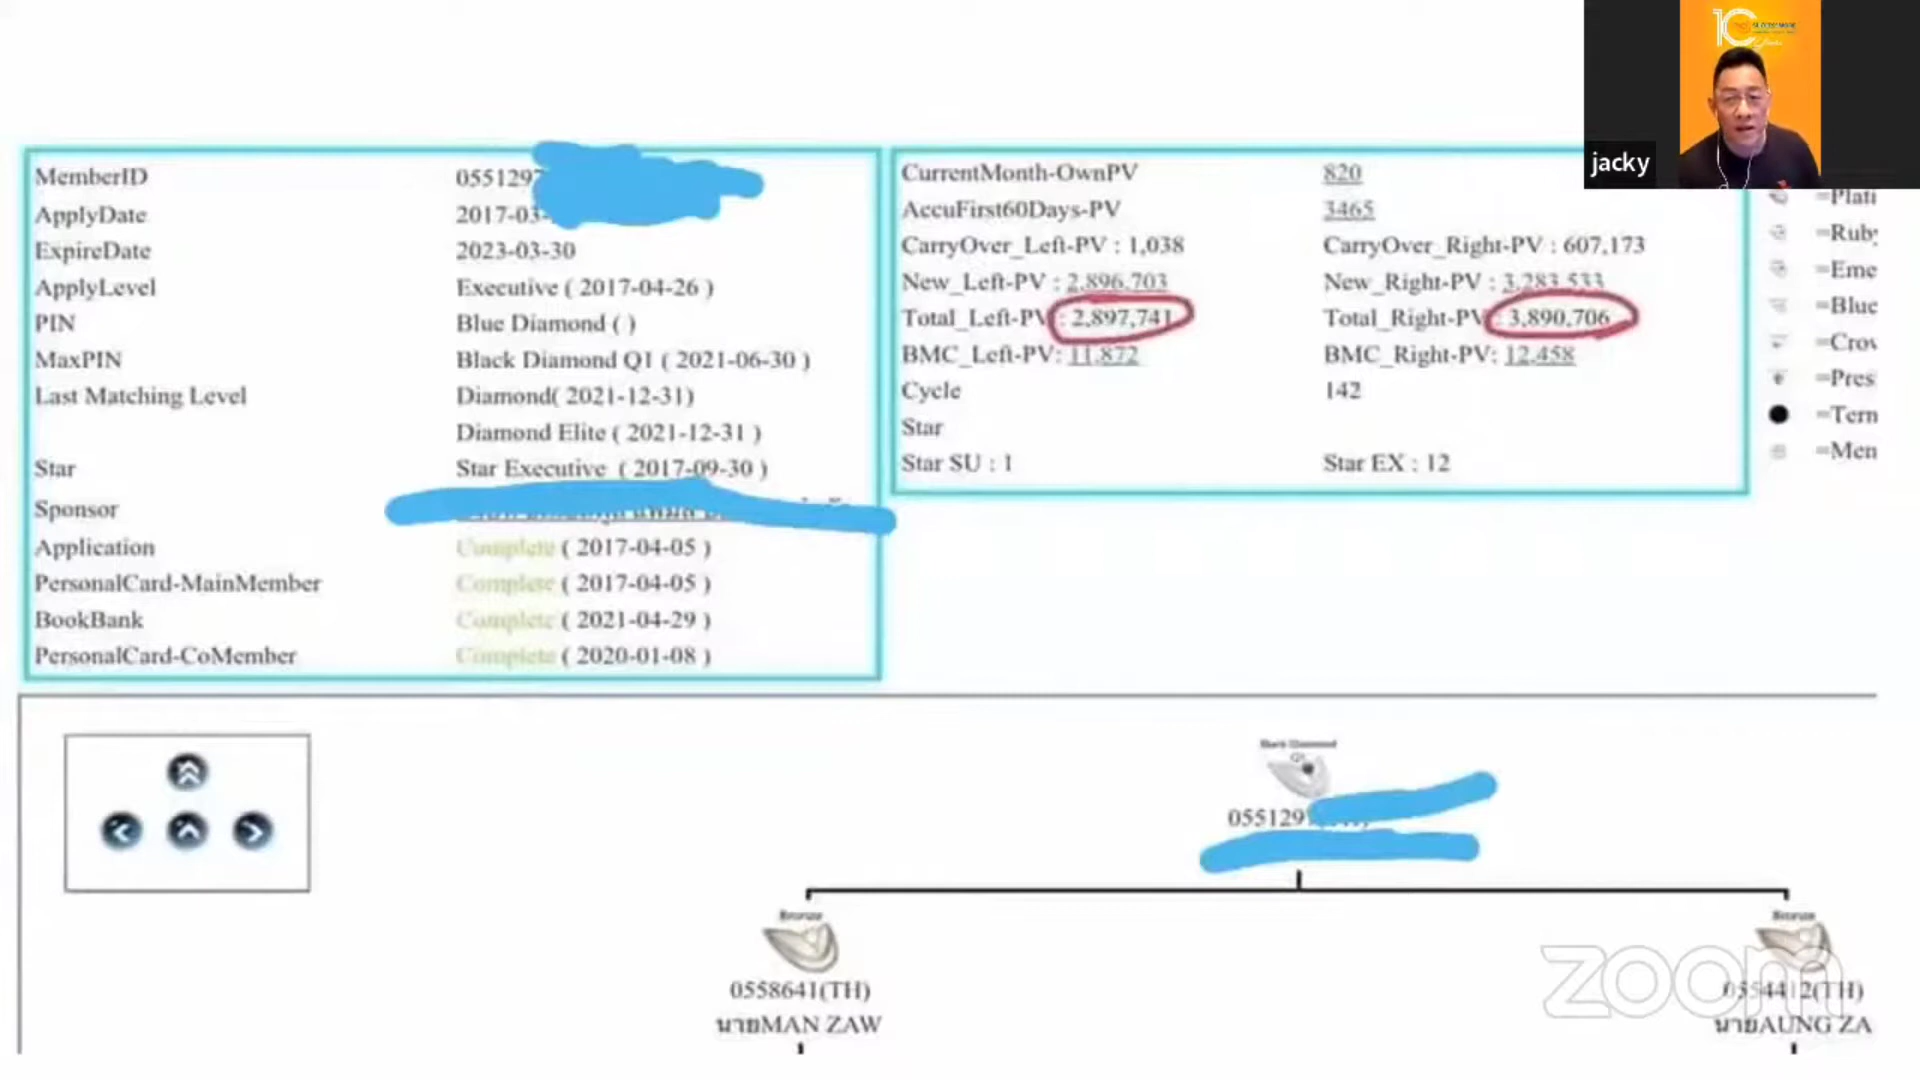 jacky
MemberID 0551297
ApplyDate 2017-03-
ExpireDate 2023-03-30
ApplyLevel Executive ( 2017-04-26 )
PIN Blue Diamond ( )
MaxPIN Black Diamond Q1 ( 2021-06-30 )
Last Matching Level Diamond( 2021-12-31)
Diamond Elite ( 2021-12-31 )
Star Star Executive ( 2017-09-30 )
Sponsor
Application Complete ( 2017-04-05 )
PersonalCard-MainMember Complete ( 2017-04-05 )
BookBank Complete ( 2021-04-29 )
PersonalCard-CoMember Complete ( 2020-01-08 )
CurrentMonth-OwnPV 820
AccuFirst60Days-PV 3465
CarryOver_Left-PV : 1,038 CarryOver_Right-PV : 607,173
New_Left-PV : 2,896,703 New_Right-PV : 3,283,533
Total_Left-PV : 2,897,741 Total_Right-PV : 3,890,706
BMC_Left-PV: 11,872 BMC_Right-PV: 12,458
Cycle 142
Star
Star SU : 1 Star EX : 12
=Plati
=Ruby
=Eme
=Blue
=Crov
=Pres
=Tern
=Men
Black Diamond
Q1
055129
Bronze
0558641(TH)
นายMAN ZAW
Bronze
0554412(TH)
นายAUNG ZA
zoom